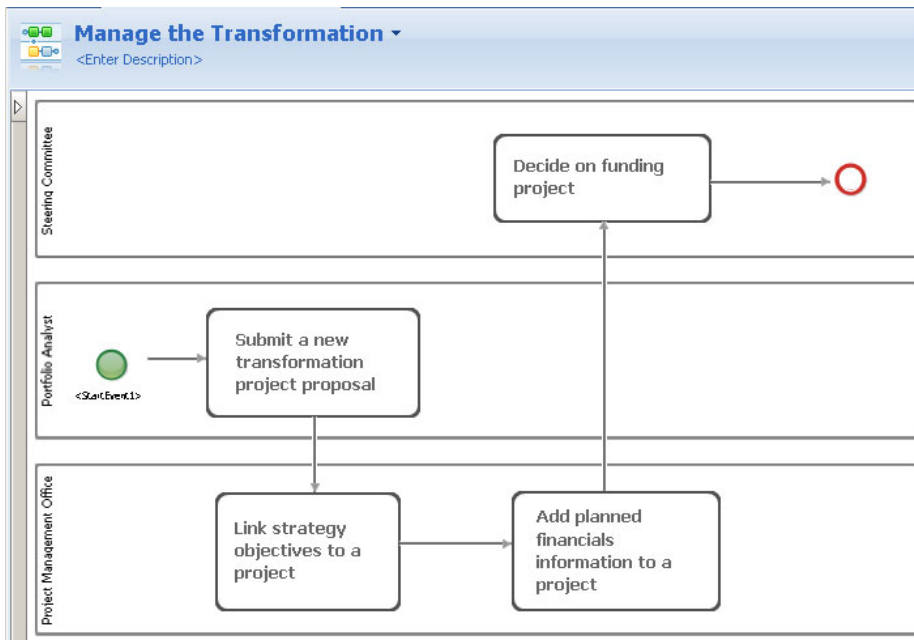 Manage the Transformation
<Enter Description>
Steering Committee
Decide on funding
project
Portfolio Analyst
<StartEvent1>
Submit a new
transformation
project proposal
Project Management Office
Link strategy
objectives to a
project
Add planned
financials
information to a
project